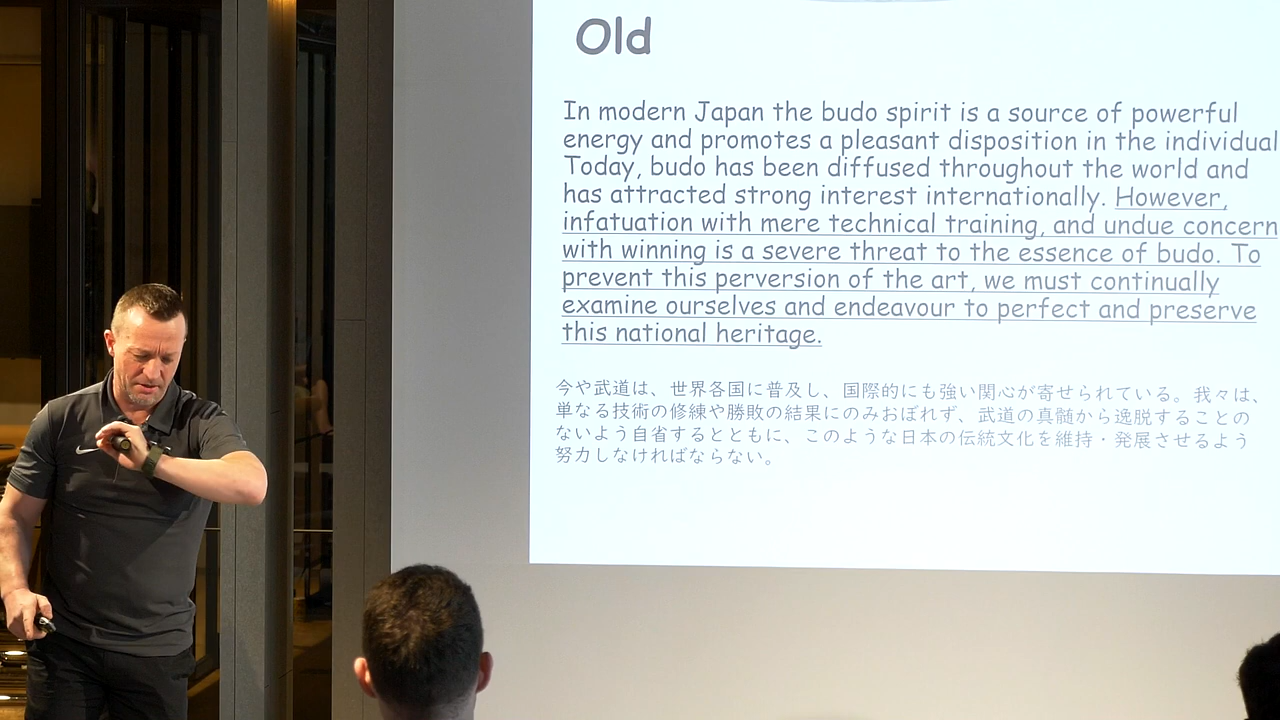 Old
In modern Japan the budo spirit is a source of powerful
energy and promotes a pleasant disposition in the individual
Today, budo has been diffused throughout the world and
has attracted strong interest internationally. However,
infatuation with mere technical training, and undue concern
with winning is a severe threat to the essence of budo. To
prevent this perversion of the art, we must continually
examine ourselves and endeavour to perfect and preserve
this national heritage.
今や武道は、世界各国に普及し、国際的にも強い関心が寄せられている。我々は、
単なる技術の修練や勝敗の結果にのみおぼれず、武道の真髄から逸脱することの
ないよう自省するとともに、このような日本の伝統文化を維持・発展させるよう
努力しなければならない。